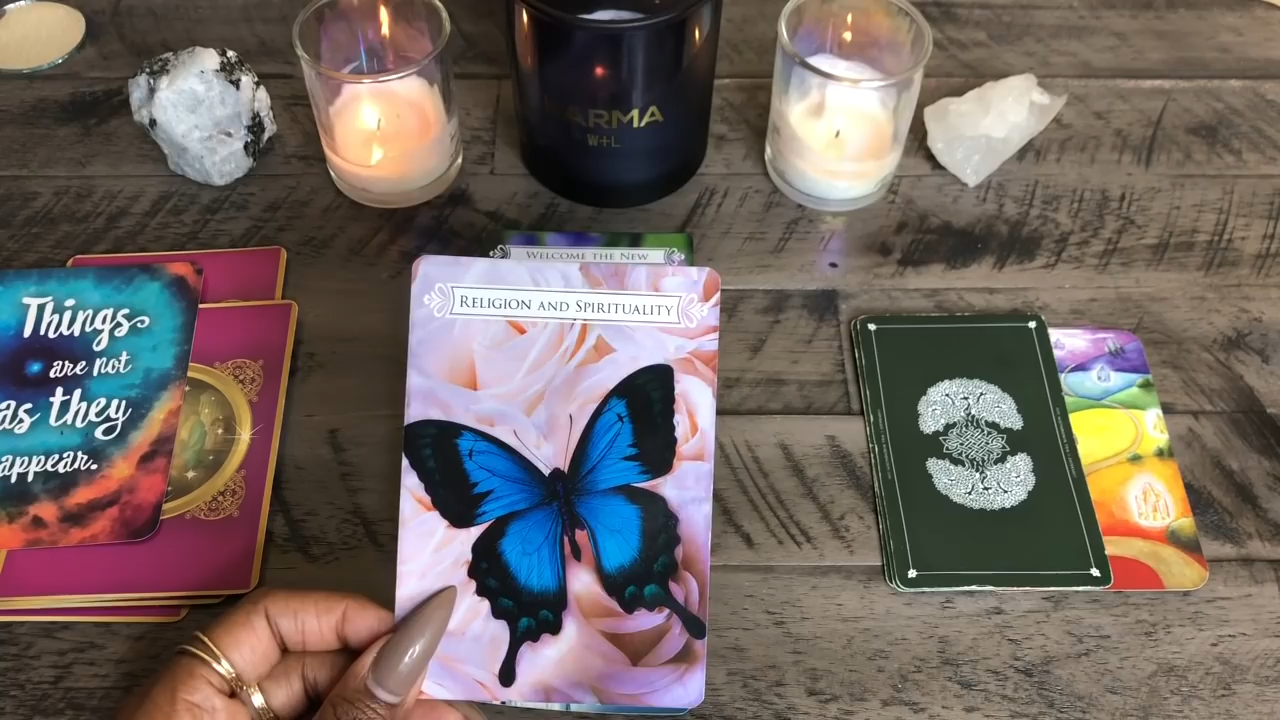 ARMA
W+L
Welcome the New
Religion and Spirituality
Things
are not
as they
appear.